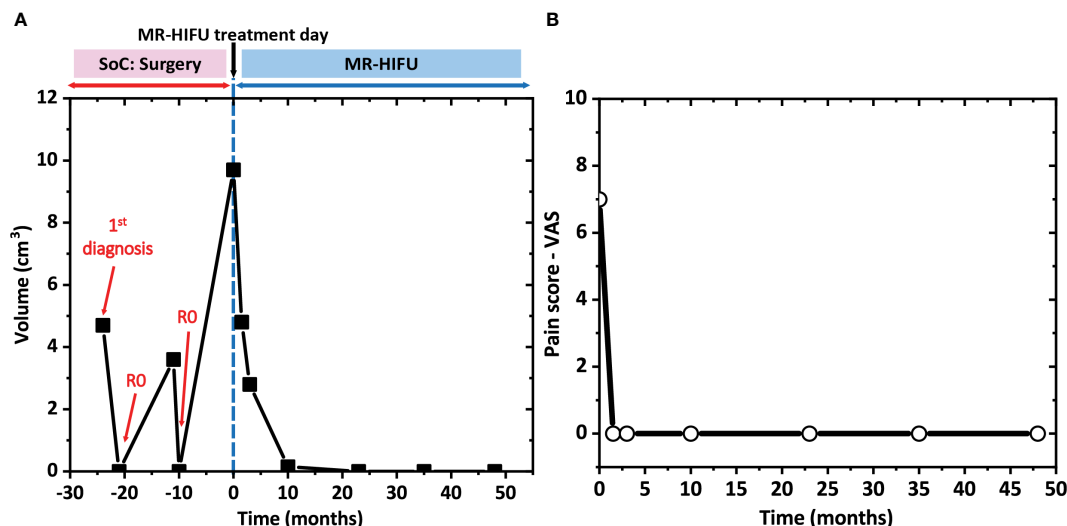 A
MR-HIFU treatment day
SoC: Surgery
MR-HIFU
12
10
8
6
4
2
0
Volume (cm³)
1st
diagnosis
R0
R0
-30 -20 -10 0 10 20 30 40 50
Time (months)
B
10
8
6
4
2
0
Pain score - VAS
0 5 10 15 20 25 30 35 40 45 50
Time (months)